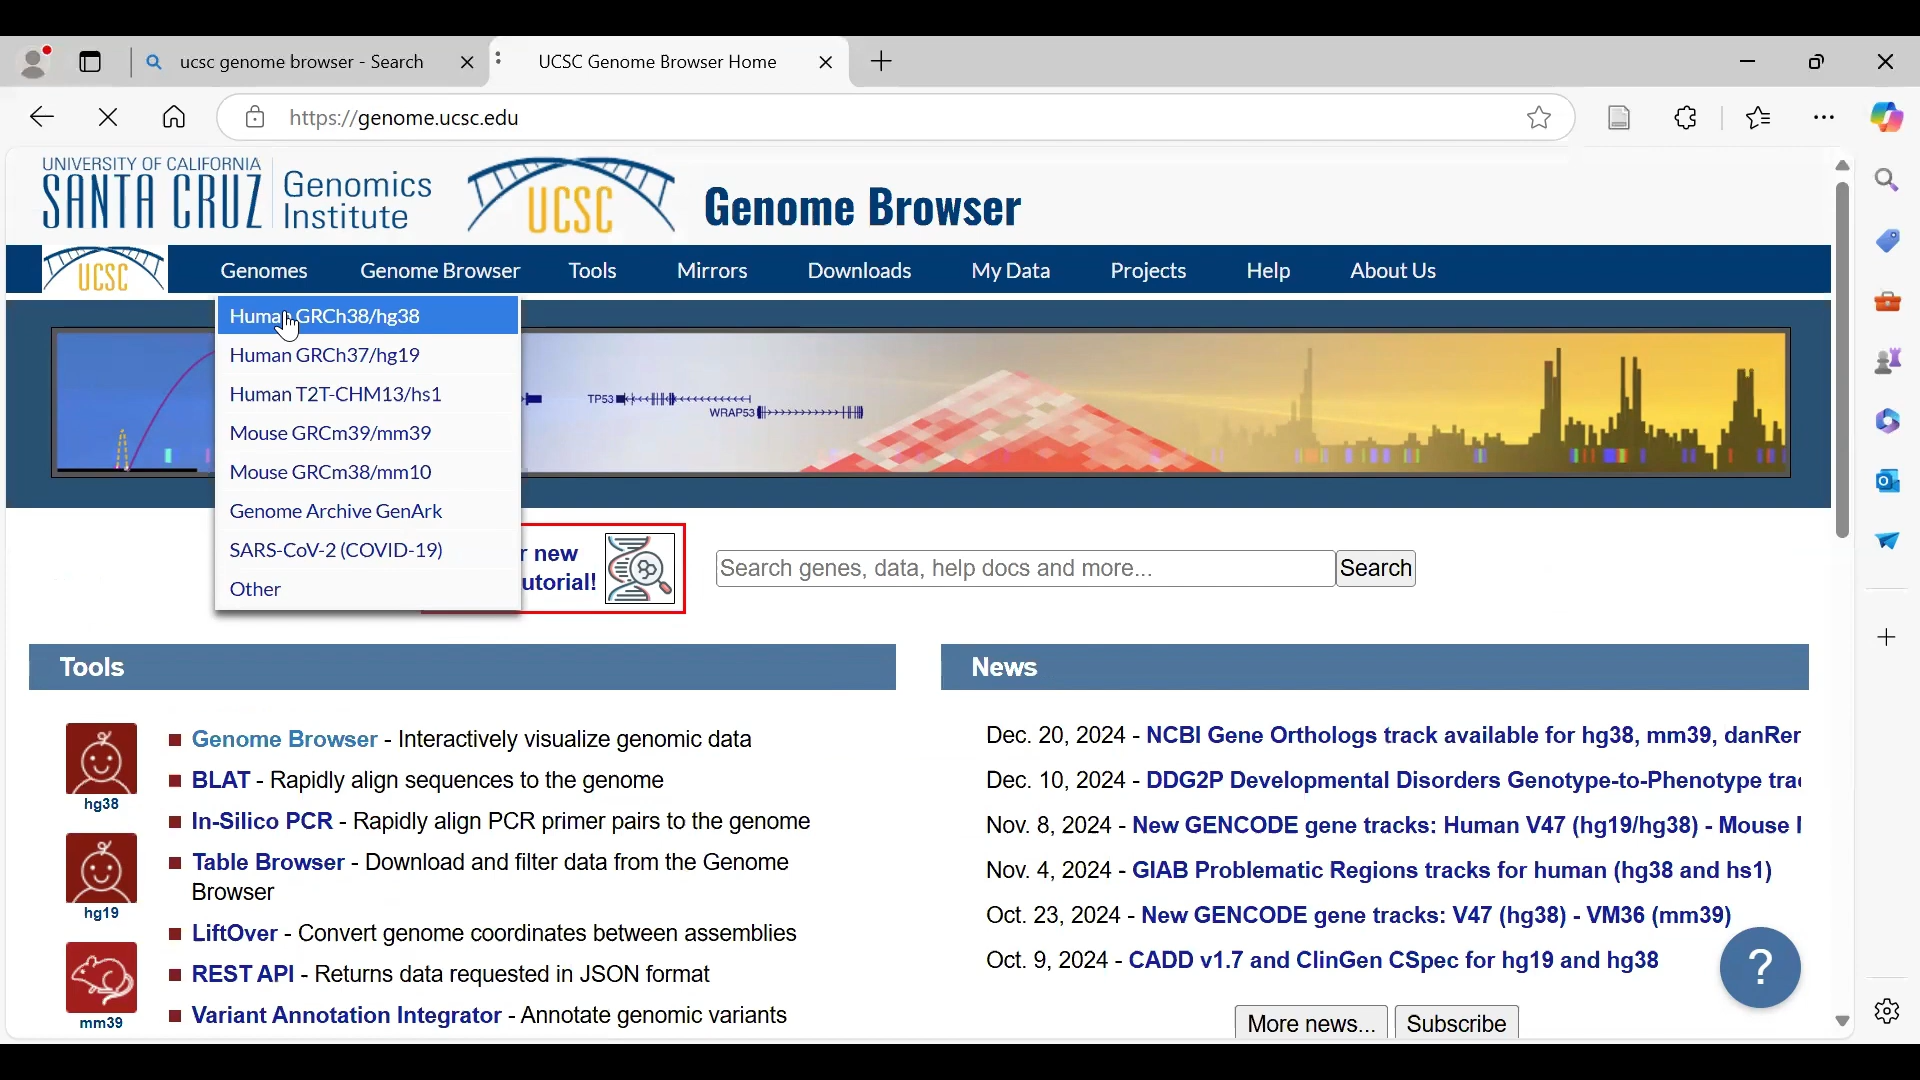 ucsc genome browser - Search
UCSC Genome Browser Home
https://genome.ucsc.edu
UNIVERSITY OF CALIFORNIA
SANTA CRUZ
Genomics
Institute
UCSC
Genome Browser
UCSC
Genomes
Genome Browser
Tools
Mirrors
Downloads
My Data
Projects
Help
About Us
Human GRCh38/hg38
Human GRCh37/hg19
Human T2T-CHM13/hs1
Mouse GRCm39/mm39
Mouse GRCm38/mm10
Genome Archive GenArk
SARS-CoV-2 (COVID-19)
Other
TP53
WRAP53
new
utorial!
Search genes, data, help docs and more...
Search
Tools
hg38
hg19
mm39
Genome Browser - Interactively visualize genomic data
BLAT - Rapidly align sequences to the genome
In-Silico PCR - Rapidly align PCR primer pairs to the genome
Table Browser - Download and filter data from the Genome
Browser
LiftOver - Convert genome coordinates between assemblies
REST API - Returns data requested in JSON format
Variant Annotation Integrator - Annotate genomic variants
News
Dec. 20, 2024 - NCBI Gene Orthologs track available for hg38, mm39, danRer
Dec. 10, 2024 - DDG2P Developmental Disorders Genotype-to-Phenotype tra
Nov. 8, 2024 - New GENCODE gene tracks: Human V47 (hg19/hg38) - Mouse
Nov. 4, 2024 - GIAB Problematic Regions tracks for human (hg38 and hs1)
Oct. 23, 2024 - New GENCODE gene tracks: V47 (hg38) - VM36 (mm39)
Oct. 9, 2024 - CADD v1.7 and ClinGen CSpec for hg19 and hg38
?
More news...
Subscribe